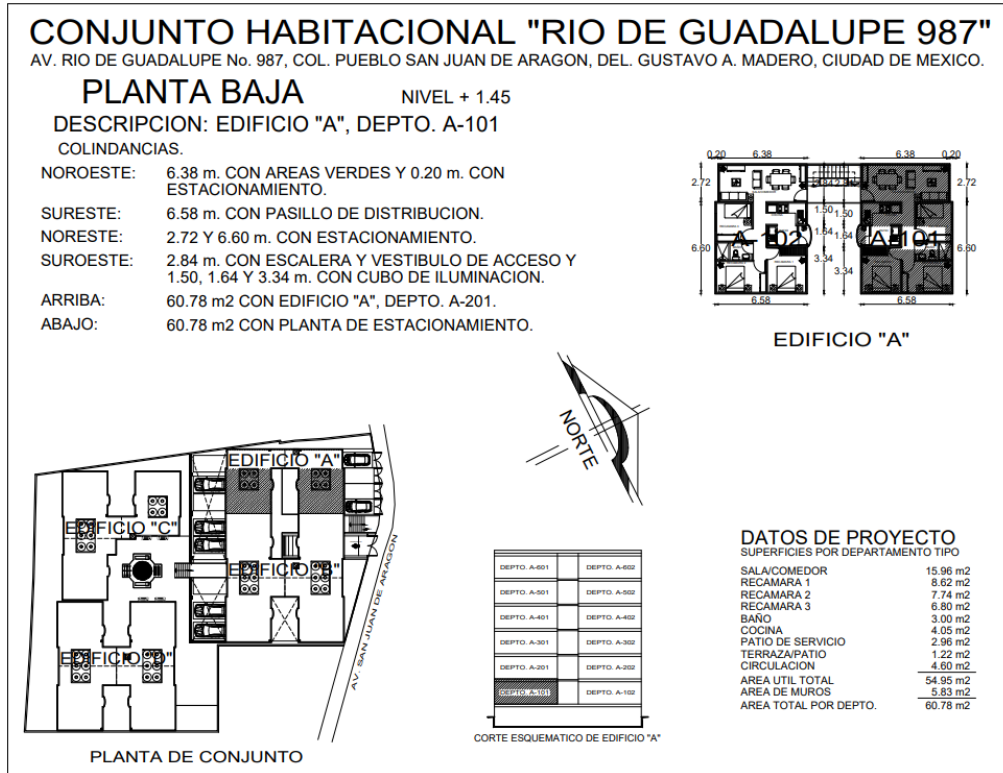 CONJUNTO HABITACIONAL "RIO DE GUADALUPE 987"
AV. RIO DE GUADALUPE No. 987, COL. PUEBLO SAN JUAN DE ARAGON, DEL. GUSTAVO A. MADERO, CIUDAD DE MEXICO.
PLANTA BAJA NIVEL + 1.45
DESCRIPCION: EDIFICIO "A", DEPTO. A-101
COLINDANCIAS.
NOROESTE: 6.38 m. CON AREAS VERDES Y 0.20 m. CON
ESTACIONAMIENTO.
SURESTE: 6.58 m. CON PASILLO DE DISTRIBUCION.
NORESTE: 2.72 Y 6.60 m. CON ESTACIONAMIENTO.
SUROESTE: 2.84 m. CON ESCALERA Y VESTIBULO DE ACCESO Y
1.50, 1.64 Y 3.34 m. CON CUBO DE ILUMINACION.
ARRIBA: 60.78 m2 CON EDIFICIO "A", DEPTO. A-201.
ABAJO: 60.78 m2 CON PLANTA DE ESTACIONAMIENTO.
0.20 6.38 6.38 0.20
2.72 2.72
1.50 1.50
A-102 1.64 1.64 A-101
6.60 3.34 3.34 6.60
6.58 6.58
EDIFICIO "A"
NORTE
EDIFICIO "A"
EDIFICIO "C"
EDIFICIO "B"
EDIFICIO "D"
AV. SAN JUAN DE ARAGON
PLANTA DE CONJUNTO
DEPTO. A-601 DEPTO. A-602
DEPTO. A-501 DEPTO. A-502
DEPTO. A-401 DEPTO. A-402
DEPTO. A-301 DEPTO. A-302
DEPTO. A-201 DEPTO. A-202
DEPTO. A-101 DEPTO. A-102
CORTE ESQUEMATICO DE EDIFICIO "A"
DATOS DE PROYECTO
SUPERFICIES POR DEPARTAMENTO TIPO
SALA/COMEDOR 15.96 m2
RECAMARA 1 8.62 m2
RECAMARA 2 7.74 m2
RECAMARA 3 6.80 m2
BAÑO 3.00 m2
COCINA 4.05 m2
PATIO DE SERVICIO 2.96 m2
TERRAZA/PATIO 1.22 m2
CIRCULACION 4.60 m2
AREA UTIL TOTAL 54.95 m2
AREA DE MUROS 5.83 m2
AREA TOTAL POR DEPTO. 60.78 m2